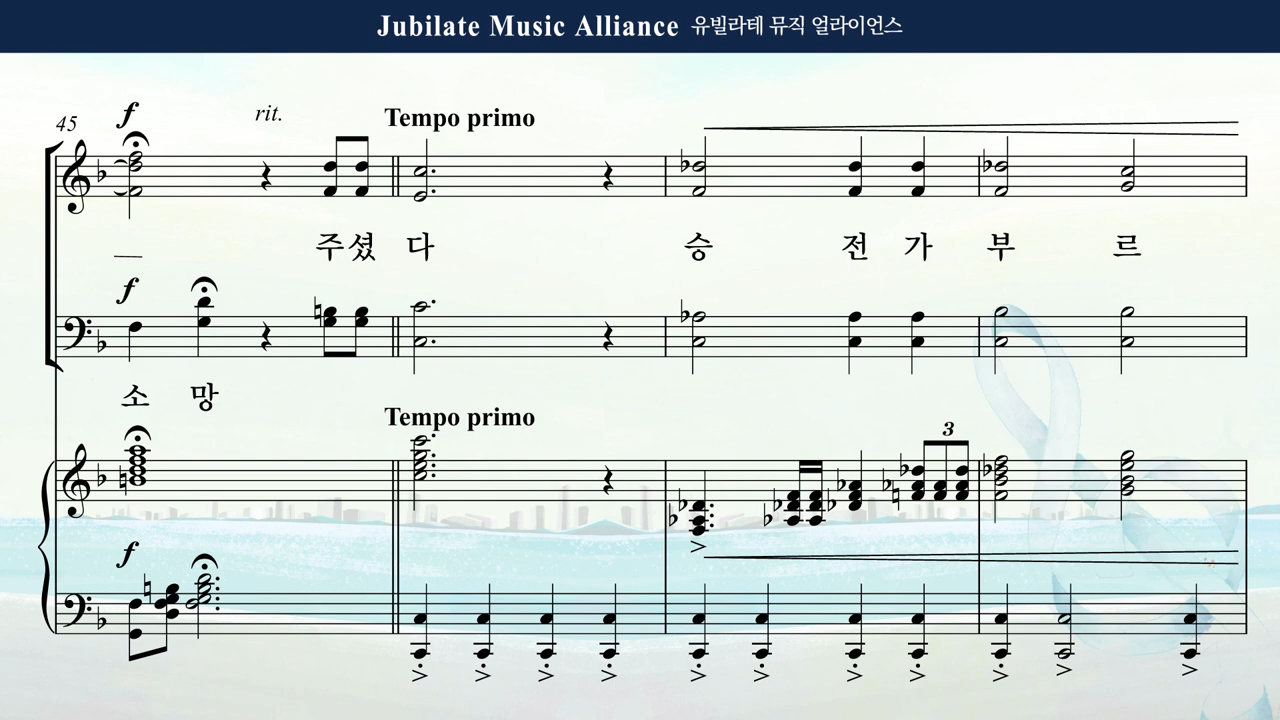 Jubilate Music Alliance 유빌라테 뮤직 얼라이언스
45 f rit. Tempo primo
주셨 다 승 전 가 부 르
f
소 망
Tempo primo
3
f